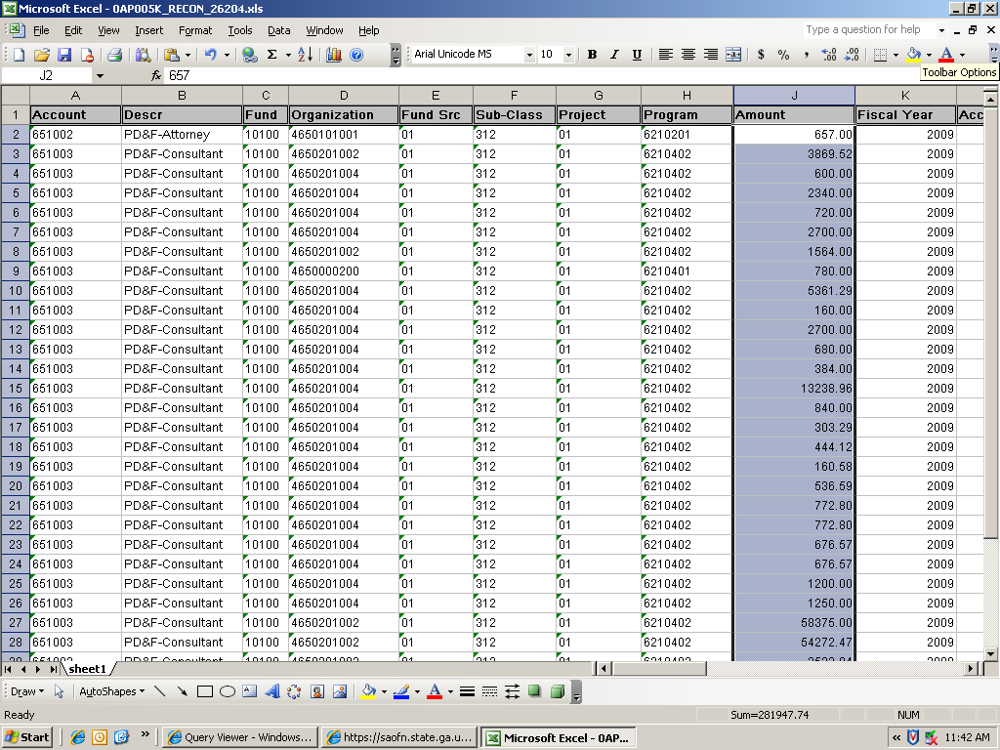 Microsoft Excel - 0AP005K_RECON_26204.xls
File Edit View Insert Format Tools Data Window Help Type a question for help
Arial Unicode MS 10 B I U $ % ,
J2 fx 657 Toolbar Options
A B C D E F G H J K
1 Account Descr Fund Organization Fund Src Sub-Class Project Program Amount Fiscal Year Acc
2 651002 PD&F-Attorney 10100 4650101001 01 312 01 6210201 657.00 2009
3 651003 PD&F-Consultant 10100 4650201002 01 312 01 6210402 3869.52 2009
4 651003 PD&F-Consultant 10100 4650201004 01 312 01 6210402 600.00 2009
5 651003 PD&F-Consultant 10100 4650201004 01 312 01 6210402 2340.00 2009
6 651003 PD&F-Consultant 10100 4650201004 01 312 01 6210402 720.00 2009
7 651003 PD&F-Consultant 10100 4650201004 01 312 01 6210402 2700.00 2009
8 651003 PD&F-Consultant 10100 4650201002 01 312 01 6210402 1564.00 2009
9 651003 PD&F-Consultant 10100 4650000200 01 312 01 6210401 780.00 2009
10 651003 PD&F-Consultant 10100 4650201004 01 312 01 6210402 5361.29 2009
11 651003 PD&F-Consultant 10100 4650201004 01 312 01 6210402 160.00 2009
12 651003 PD&F-Consultant 10100 4650201004 01 312 01 6210402 2700.00 2009
13 651003 PD&F-Consultant 10100 4650201004 01 312 01 6210402 680.00 2009
14 651003 PD&F-Consultant 10100 4650201004 01 312 01 6210402 384.00 2009
15 651003 PD&F-Consultant 10100 4650201004 01 312 01 6210402 13238.96 2009
16 651003 PD&F-Consultant 10100 4650201004 01 312 01 6210402 840.00 2009
17 651003 PD&F-Consultant 10100 4650201004 01 312 01 6210402 303.29 2009
18 651003 PD&F-Consultant 10100 4650201004 01 312 01 6210402 444.12 2009
19 651003 PD&F-Consultant 10100 4650201004 01 312 01 6210402 160.58 2009
20 651003 PD&F-Consultant 10100 4650201004 01 312 01 6210402 536.59 2009
21 651003 PD&F-Consultant 10100 4650201004 01 312 01 6210402 772.80 2009
22 651003 PD&F-Consultant 10100 4650201004 01 312 01 6210402 772.80 2009
23 651003 PD&F-Consultant 10100 4650201004 01 312 01 6210402 676.57 2009
24 651003 PD&F-Consultant 10100 4650201004 01 312 01 6210402 676.57 2009
25 651003 PD&F-Consultant 10100 4650201004 01 312 01 6210402 1200.00 2009
26 651003 PD&F-Consultant 10100 4650201004 01 312 01 6210402 1250.00 2009
27 651003 PD&F-Consultant 10100 4650201002 01 312 01 6210402 58375.00 2009
28 651003 PD&F-Consultant 10100 4650201002 01 312 01 6210402 54272.47 2009
sheet1
Draw AutoShapes
Ready Sum=281947.74 NUM
Start » Query Viewer - Windows... https://saofn.state.ga.u... Microsoft Excel - 0AP... « 11:42 AM